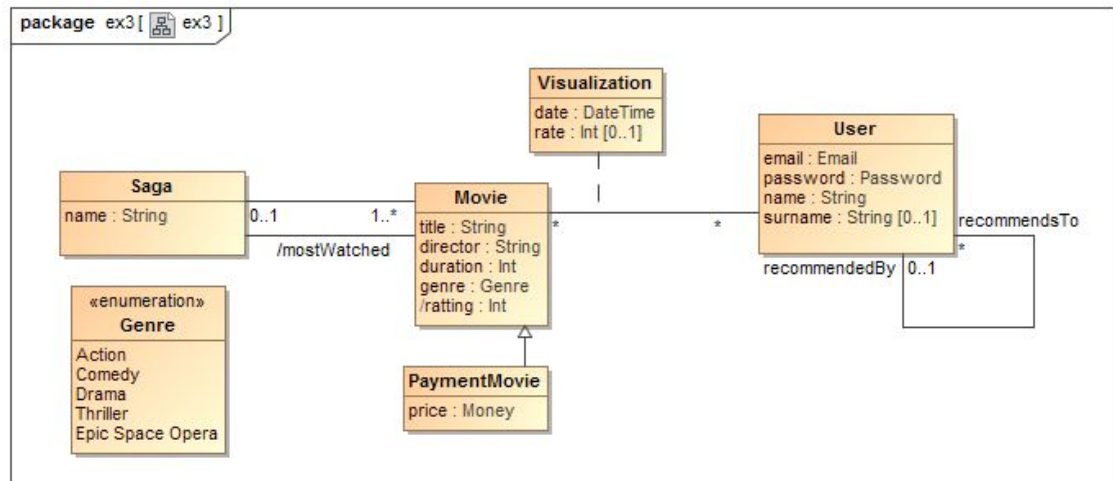 package ex3 [ ex3 ]
Visualization
date : DateTime
rate : Int [0..1]
User
email : Email
password : Password
name : String
surname : String [0..1]
Saga
name : String
0..1
1..*
/mostWatched
Movie
title : String
director : String
duration : Int
genre : Genre
/ratting : Int
*
*
recommendsTo
*
recommendedBy
0..1
«enumeration»
Genre
Action
Comedy
Drama
Thriller
Epic Space Opera
PaymentMovie
price : Money